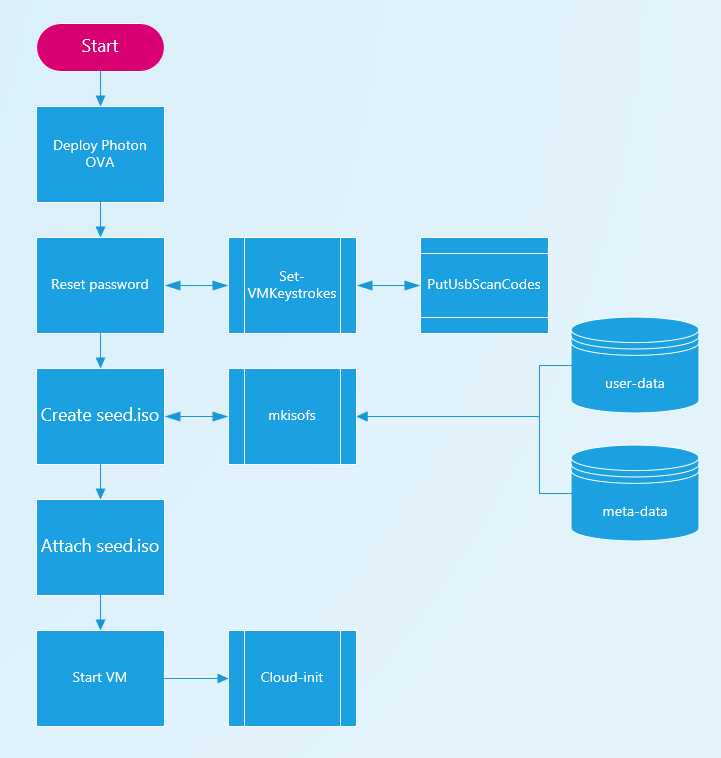 Start
Deploy Photon
OVA
Reset password
Set-
VMKeystrokes
PutUsbScanCodes
user-data
Create seed.iso
mkisofs
meta-data
Attach seed.iso
Start VM
Cloud-init